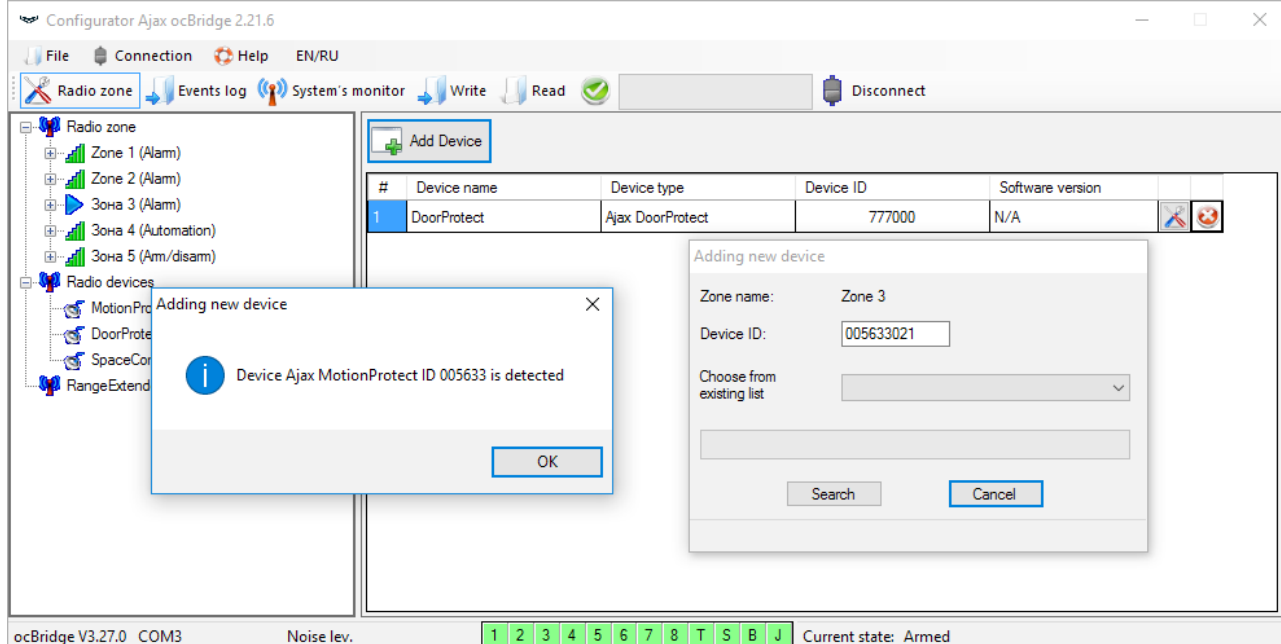 Configurator Ajax ocBridge 2.21.6
File Connection Help EN/RU
Radio zone Events log System's monitor Write Read Disconnect
Radio zone
Zone 1 (Alarm)
Zone 2 (Alarm)
Зона 3 (Alarm)
Зона 4 (Automation)
Зона 5 (Arm/disarm)
Radio devices
MotionPro
DoorProte
SpaceCor
RangeExtend
Add Device
# Device name Device type Device ID Software version
1 DoorProtect Ajax DoorProtect 777000 N/A
Adding new device
Device Ajax MotionProtect ID 005633 is detected
OK
Adding new device
Zone name: Zone 3
Device ID: 005633021
Choose from
existing list
Search Cancel
ocBridge V3.27.0 COM3 Noise lev. 1 2 3 4 5 6 7 8 T S B J Current state: Armed